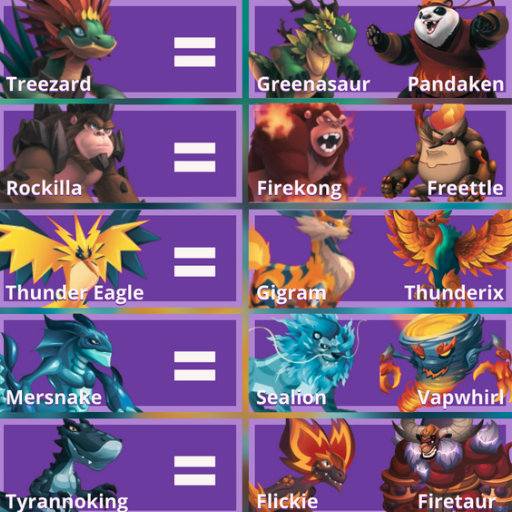 Treezard = Greenasaur Pandaken
Rockilla = Firekong Freettle
Thunder Eagle = Gigram Thunderix
Mersnake = Sealion Vapwhirl
Tyrannoking = Flickie Firetaur